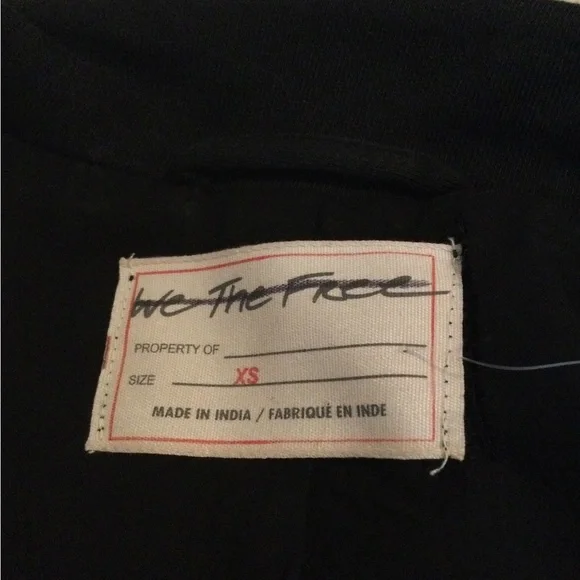 We The Free
PROPERTY OF
SIZE XS
MADE IN INDIA / FABRIQUÉ EN INDE